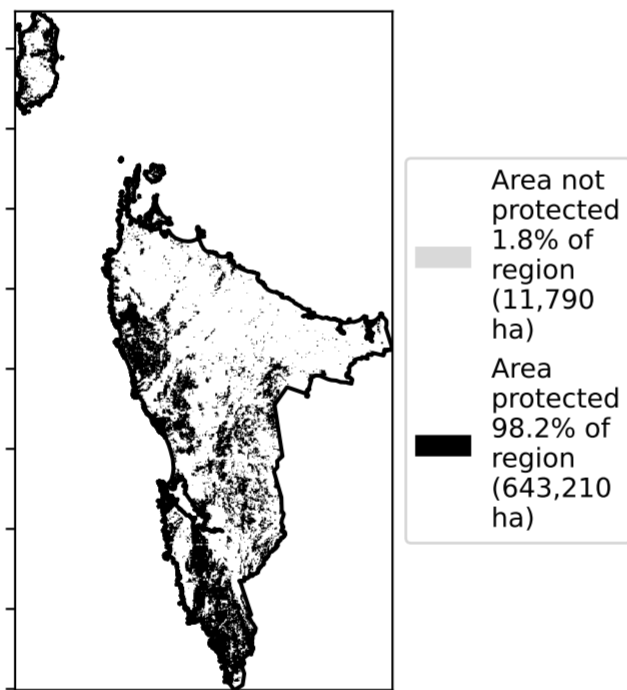 Area not
protected
1.8% of
region
(11,790
ha)
Area
protected
98.2% of
region
(643,210
ha)